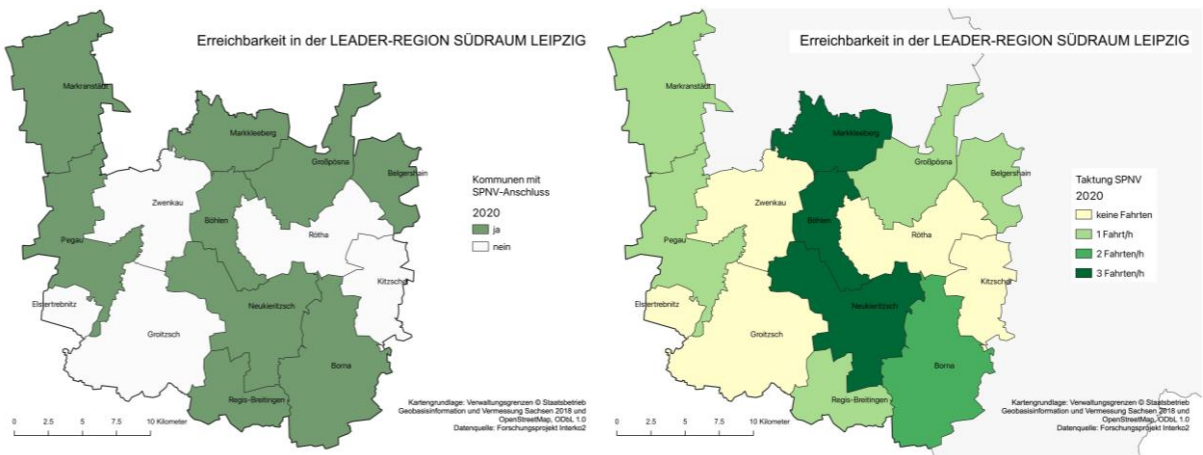 Erreichbarkeit in der LEADER-REGION SÜDRAUM LEIPZIG
Markranstädt
Markkleeberg
Großpösna
Belgershain
Zwenkau
Böhlen
Rötha
Pegau
Kitzscher
Elstertrebnitz
Neukieritzsch
Groitzsch
Borna
Regis-Breitingen
Kommunen mit
SPNV-Anschluss
2020
ja
nein
0 2.5 5 7.5 10 Kilometer
Kartengrundlage: Verwaltungsgrenzen © Staatsbetrieb
Geobasisinformation und Vermessung Sachsen 2018 und
OpenStreetMap, ODbL 1.0
Datenquelle: Forschungsprojekt Interko2
Erreichbarkeit in der LEADER-REGION SÜDRAUM LEIPZIG
Markranstädt
Markkleeberg
Großpösna
Belgershain
Zwenkau
Böhlen
Rötha
Pegau
Kitzscher
Elstertrebnitz
Neukieritzsch
Groitzsch
Borna
Regis-Breitingen
Taktung SPNV
2020
keine Fahrten
1 Fahrt/h
2 Fahrten/h
3 Fahrten/h
0 2.5 5 7.5 10 Kilometer
Kartengrundlage: Verwaltungsgrenzen © Staatsbetrieb
Geobasisinformation und Vermessung Sachsen 2018 und
OpenStreetMap, ODbL 1.0
Datenquelle: Forschungsprojekt Interko2